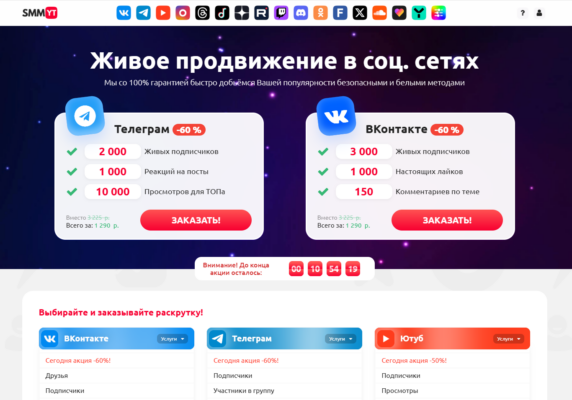 SMMYT
?
Живое продвижение в соц. сетях
Мы со 100% гарантией быстро добьёмся Вашей популярности безопасными и белыми методами
Телеграм -60 %
2 000 Живых подписчиков
1 000 Реакций на посты
10 000 Просмотров для ТОПа
Вместо 3 225 р.
Всего за: 1 290 р.
ЗАКАЗАТЬ!
ВКонтакте -60 %
3 000 Живых подписчиков
1 000 Настоящих лайков
150 Комментариев по теме
Вместо 3 225 р.
Всего за: 1 290 р.
ЗАКАЗАТЬ!
Внимание! До конца
акции осталось:
00 10 54 19
Выбирайте и заказывайте раскрутку!
ВКонтакте Услуги
Сегодня акция -60%!
Друзья
Подписчики
Телеграм Услуги
Сегодня акция -60%!
Подписчики
Участники в группу
Ютуб Услуги
Сегодня акция -50%!
Подписчики
Просмотры